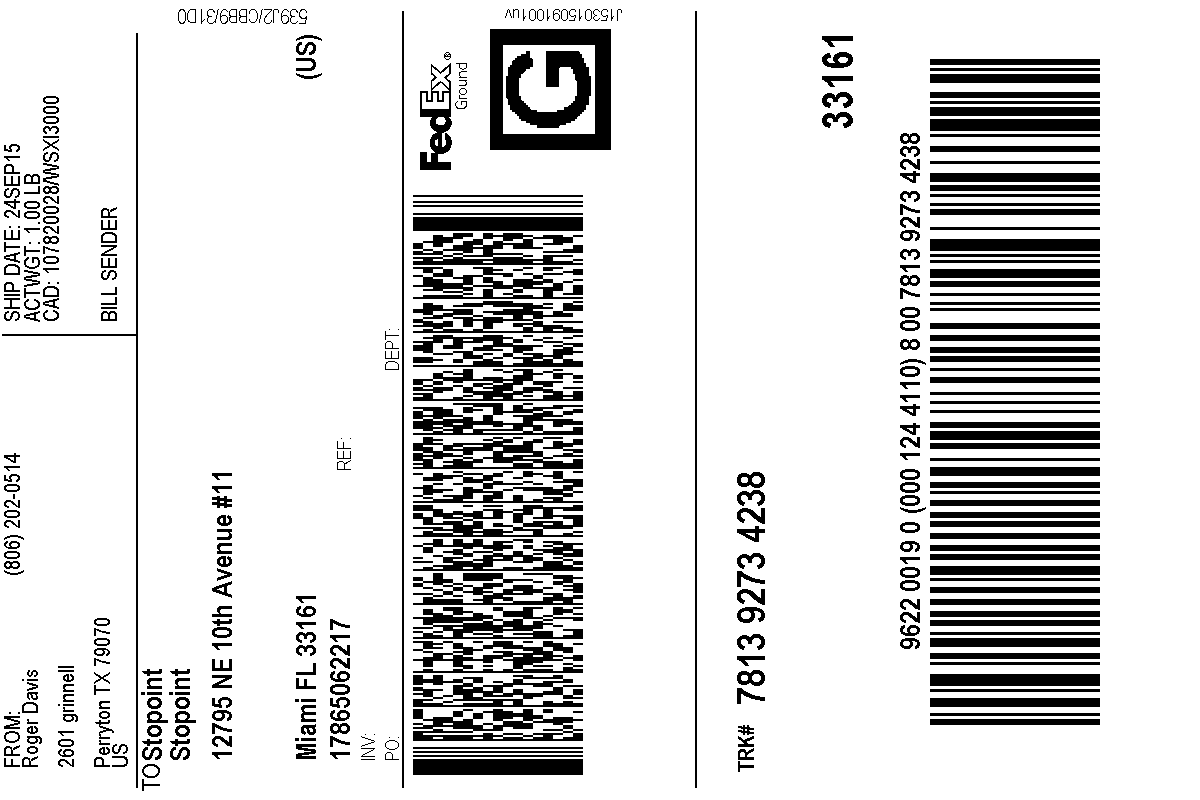 FROM:
(806) 202-0514
Roger Davis
2601 grinnell
Perryton TX 79070
US
SHIP DATE: 24SEP15
ACTWGT: 1.00 LB
CAD: 107820028/WSXI3000
BILL SENDER
TO Stopoint
Stopoint
12795 NE 10th Avenue #11
Miami FL 33161
(US)
17865062217
REF:
INV:
PO:
DEPT:
539J2/CBB9/31D0
FedEx®
Ground
G
J153015091001uv
TRK# 7813 9273 4238
33161
9622 0019 0 (000 124 4110) 8 00 7813 9273 4238